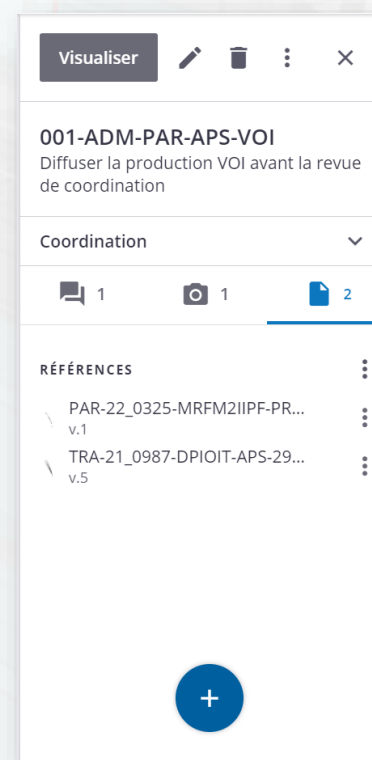 Visualiser
001-ADM-PAR-APS-VOI
Diffuser la production VOI avant la revue
de coordination
Coordination
1
1
2
RÉFÉRENCES
PAR-22_0325-MRFM2IIPF-PR...
v.1
TRA-21_0987-DPIOIT-APS-29...
v.5